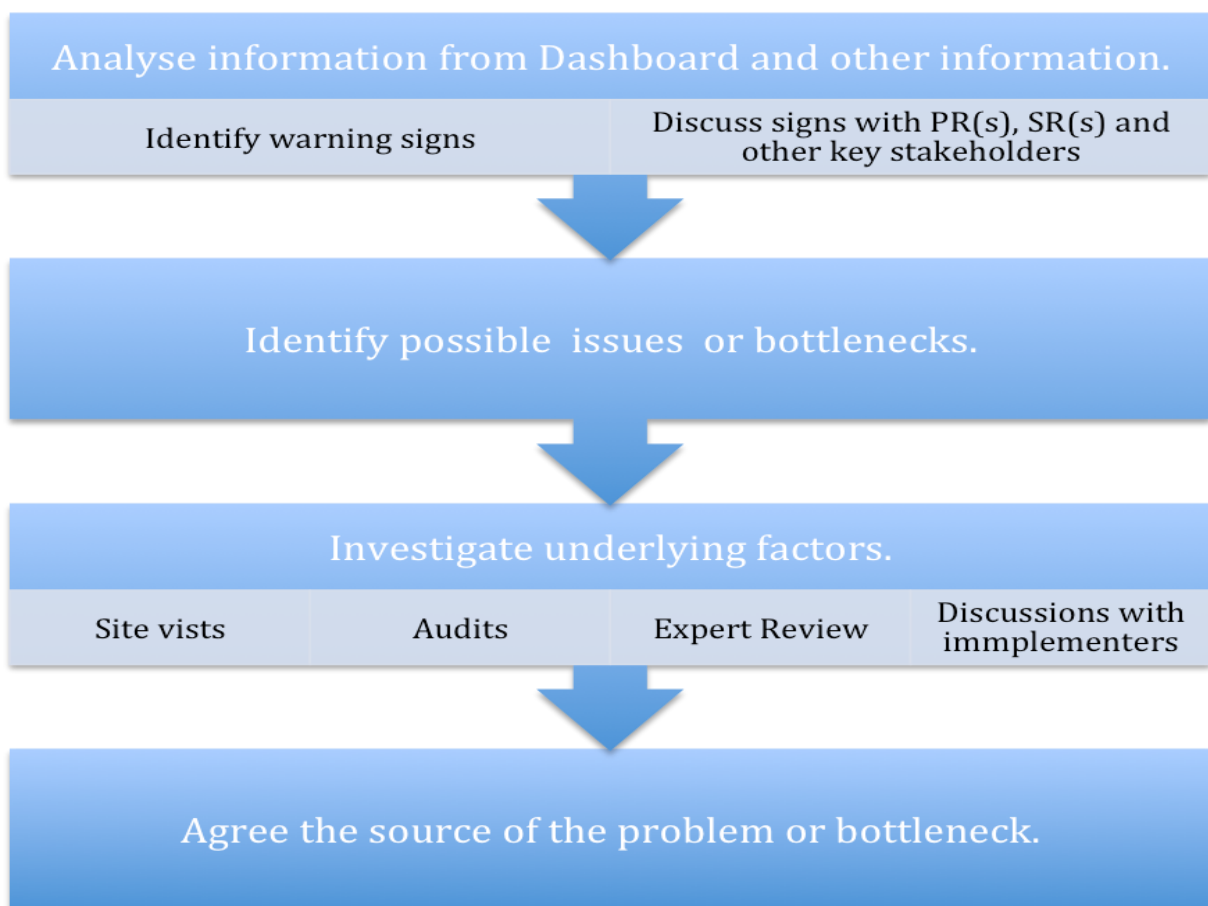 Analyse information from Dashboard and other information.
Identify warning signs
Discuss signs with PR(s), SR(s) and
other key stakeholders
Identify possible  issues  or bottlenecks.
Investigate underlying factors.
Site vists
Audits
Expert Review
Discussions with
immplementers
Agree the source of the problem or bottleneck.